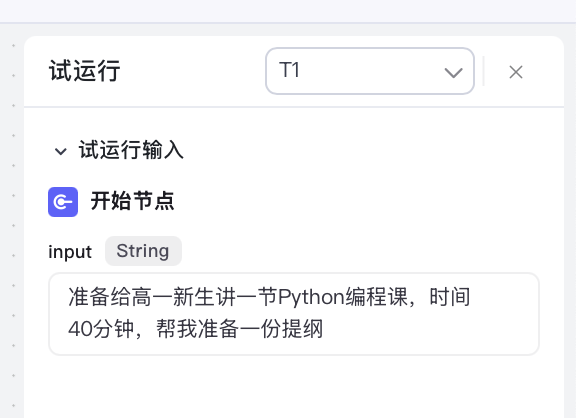 试运行
T1
试运行输入
开始节点
input String
准备给高一新生讲一节Python编程课，时间
40分钟，帮我准备一份提纲